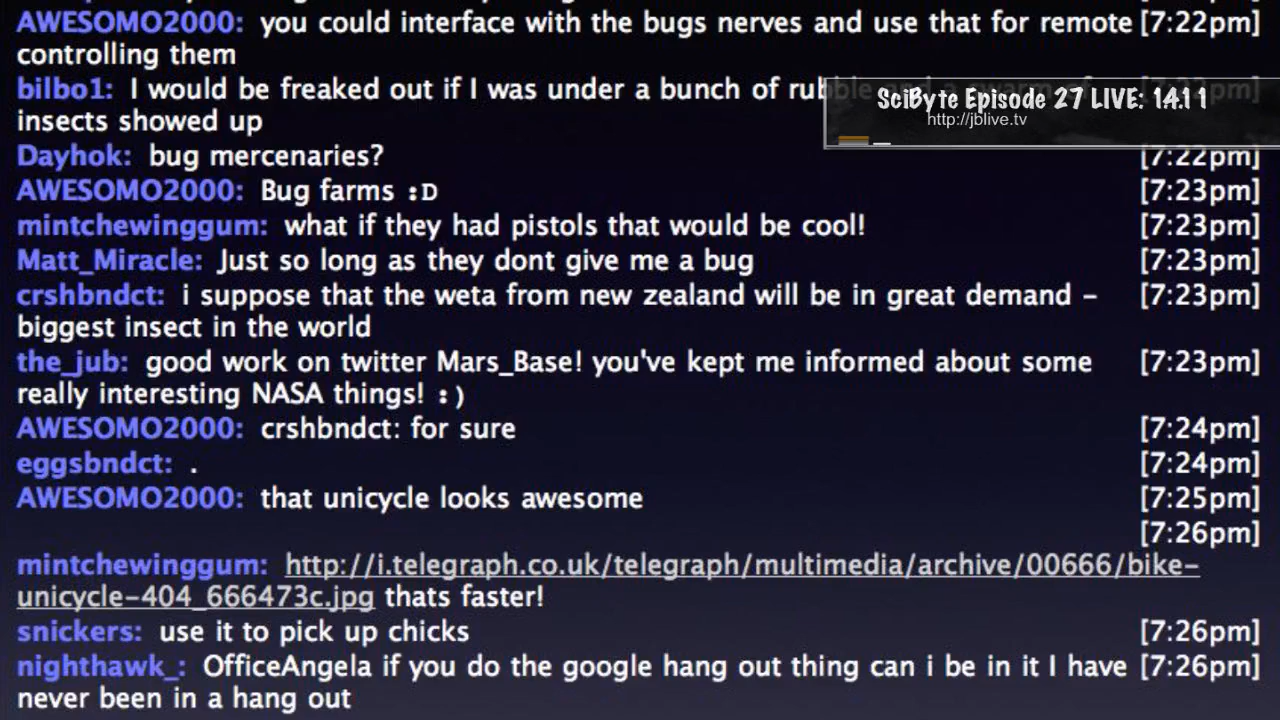 AWESOMO2000: you could interface with the bugs nerves and use that for remote [7:22pm]
controlling them
bilbo1: I would be freaked out if I was under a bunch of rubble and a swarm of [7:22pm]
insects showed up
SciByte Episode 27 LIVE: 14.11
http://jblive.tv
Dayhok: bug mercenaries? [7:22pm]
AWESOMO2000: Bug farms :D [7:23pm]
mintchewinggum: what if they had pistols that would be cool! [7:23pm]
Matt_Miracle: Just so long as they dont give me a bug [7:23pm]
crshbndct: i suppose that the weta from new zealand will be in great demand – [7:23pm]
biggest insect in the world
the_jub: good work on twitter Mars_Base! you've kept me informed about some [7:23pm]
really interesting NASA things! :)
AWESOMO2000: crshbndct: for sure [7:24pm]
eggsbndct: . [7:24pm]
AWESOMO2000: that unicycle looks awesome [7:25pm]
[7:26pm]
mintchewinggum: http://i.telegraph.co.uk/telegraph/multimedia/archive/00666/bike-
unicycle-404_666473c.jpg thats faster!
snickers: use it to pick up chicks [7:26pm]
nighthawk_: OfficeAngela if you do the google hang out thing can i be in it I have [7:26pm]
never been in a hang out